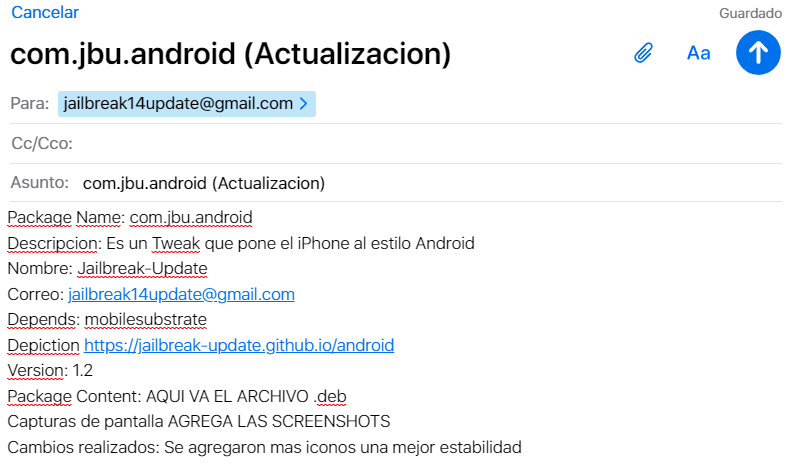 Cancelar
Guardado
com.jbu.android (Actualizacion)
Aa
Para: jailbreak14update@gmail.com
Cc/Cco:
Asunto: com.jbu.android (Actualizacion)
Package Name: com.jbu.android
Descripcion: Es un Tweak que pone el iPhone al estilo Android
Nombre: Jailbreak-Update
Correo: jailbreak14update@gmail.com
Depends: mobilesubstrate
Depiction https://jailbreak-update.github.io/android
Version: 1.2
Package Content: AQUI VA EL ARCHIVO .deb
Capturas de pantalla AGREGA LAS SCREENSHOTS
Cambios realizados: Se agregaron mas iconos una mejor estabilidad